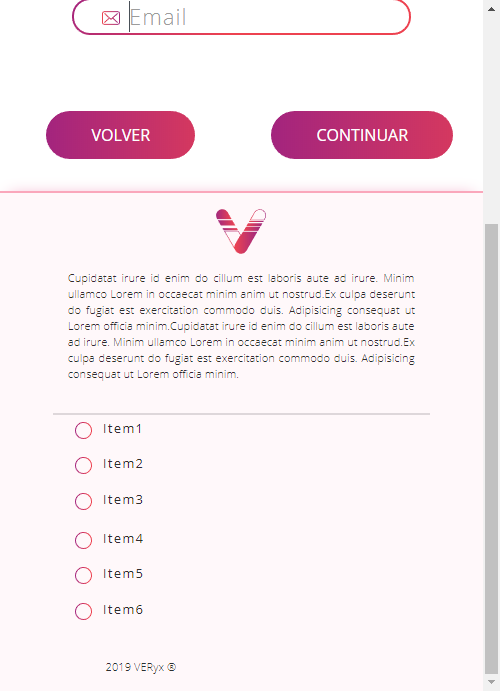 Email
VOLVER
CONTINUAR
Cupidatat irure id enim do cillum est laboris aute ad irure. Minim
ullamco Lorem in occaecat minim anim ut nostrud.Ex culpa deserunt
do fugiat est exercitation commodo duis. Adipisicing consequat ut
Lorem officia minim.Cupidatat irure id enim do cillum est laboris aute
ad irure. Minim ullamco Lorem in occaecat minim anim ut nostrud.Ex
culpa deserunt do fugiat est exercitation commodo duis. Adipisicing
consequat ut Lorem officia minim.
Item1
Item2
Item3
Item4
Item5
Item6
2019 VERyx ®